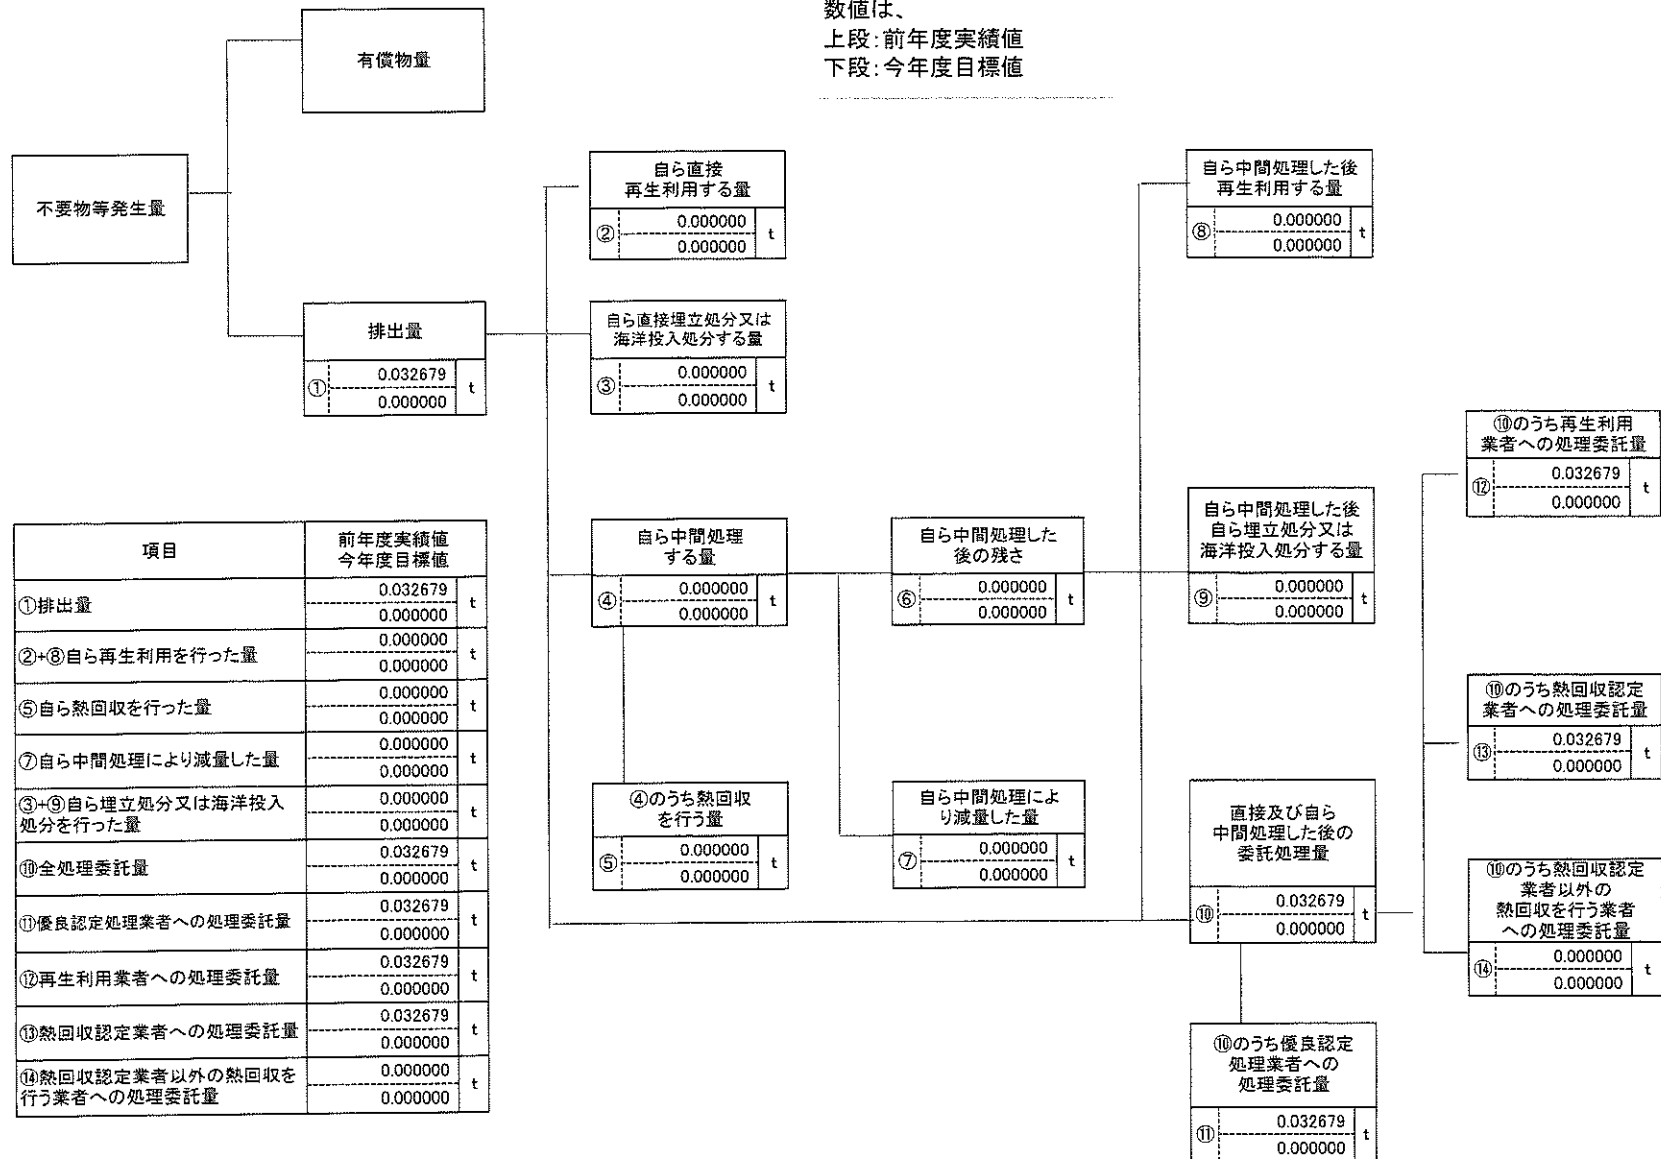 数値は、
上段:前年度実績値
下段:今年度目標値
有償物量
不要物等発生量
排出量
① 0.032679 t
0.000000
自ら直接
再生利用する量
② 0.000000 t
0.000000
自ら直接埋立処分又は
海洋投入処分する量
③ 0.000000 t
0.000000
自ら中間処理
する量
④ 0.000000 t
0.000000
④のうち熱回収
を行う量
⑤ 0.000000 t
0.000000
自ら中間処理した
後の残さ
⑥ 0.000000 t
0.000000
自ら中間処理によ
り減量した量
⑦ 0.000000 t
0.000000
自ら中間処理した後
再生利用する量
⑧ 0.000000 t
0.000000
自ら中間処理した後
自ら埋立処分又は
海洋投入処分する量
⑨ 0.000000 t
0.000000
直接及び自ら
中間処理した後の
委託処理量
⑩ 0.032679 t
0.000000
⑩のうち優良認定
処理業者への
処理委託量
⑪ 0.032679 t
0.000000
⑩のうち再生利用
業者への処理委託量
⑫ 0.032679 t
0.000000
⑩のうち熱回収認定
業者への処理委託量
⑬ 0.032679 t
0.000000
⑩のうち熱回収認定
業者以外の
熱回収を行う業者
への処理委託量
⑭ 0.000000 t
0.000000
項目 前年度実績値
今年度目標値
①排出量 0.032679 t
0.000000
②+⑧自ら再生利用を行った量 0.000000 t
0.000000
⑤自ら熱回収を行った量 0.000000 t
0.000000
⑦自ら中間処理により減量した量 0.000000 t
0.000000
③+⑨自ら埋立処分又は海洋投入 0.000000 t
処分を行った量 0.000000
⑩全処理委託量 0.032679 t
0.000000
⑪優良認定処理業者への処理委託量 0.032679 t
0.000000
⑫再生利用業者への処理委託量 0.032679 t
0.000000
⑬熱回収認定業者への処理委託量 0.032679 t
0.000000
⑭熱回収認定業者以外の熱回収を 0.000000 t
行う業者への処理委託量 0.000000